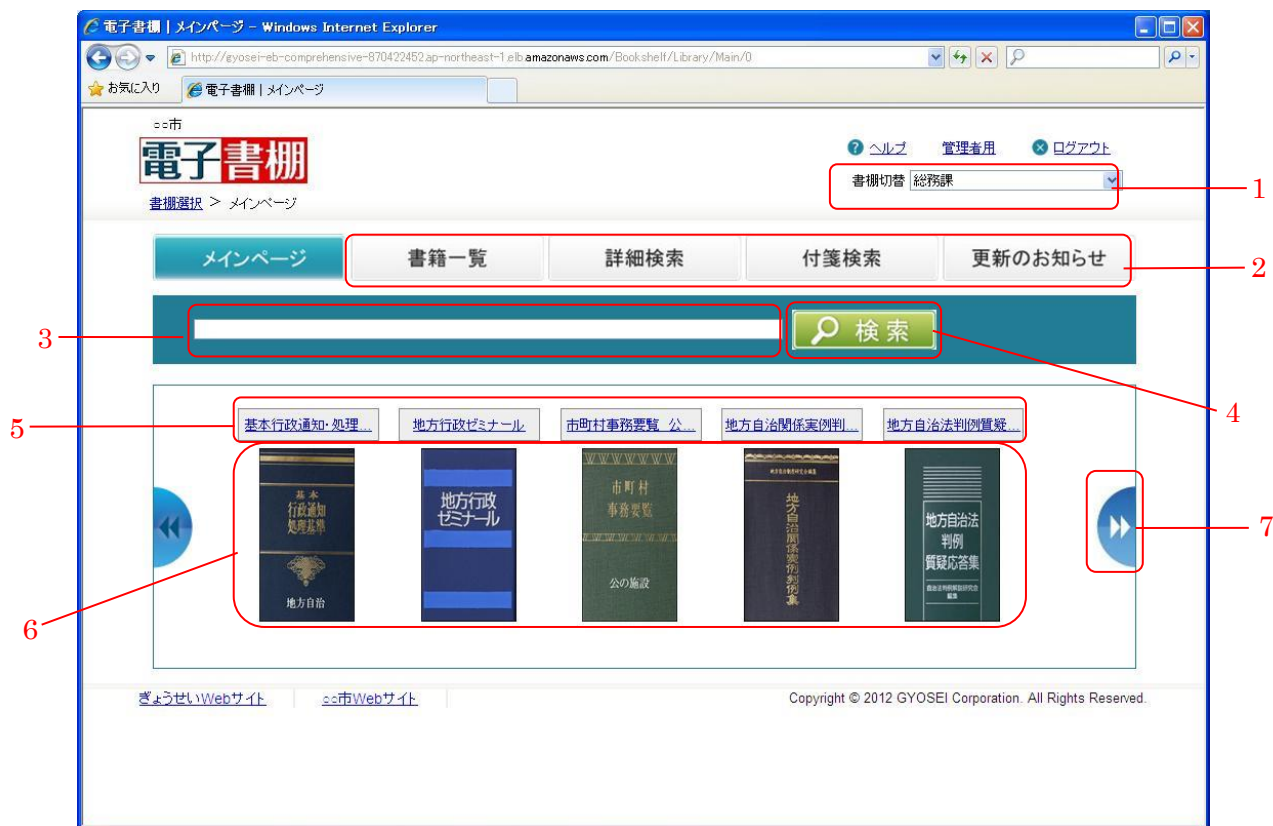 電子書棚 | メインページ - Windows Internet Explorer
http://gyosei-eb-comprehensive-870422452.ap-northeast-1.elb.amazonaws.com/Bookshelf/Library/Main/0
お気に入り
電子書棚 | メインページ
○○市
電子書棚
ヘルプ 管理者用 ログアウト
書棚切替 総務課
1
書棚選択 > メインページ
メインページ 書籍一覧 詳細検索 付箋検索 更新のお知らせ
2
3
検索
4
5
基本行政通知・処理... 地方行政ゼミナール 市町村事務要覧 公... 地方自治関係実例判... 地方自治法判例質疑...
基本
行政通知
処理基準
地方自治
地方行政
ゼミナール
市町村
事務要覧
公の施設
地方自治関係実例判例集
地方自治法
判例
質疑応答集
6
7
ぎょうせいWebサイト ○○市Webサイト
Copyright © 2012 GYOSEI Corporation. All Rights Reserved.